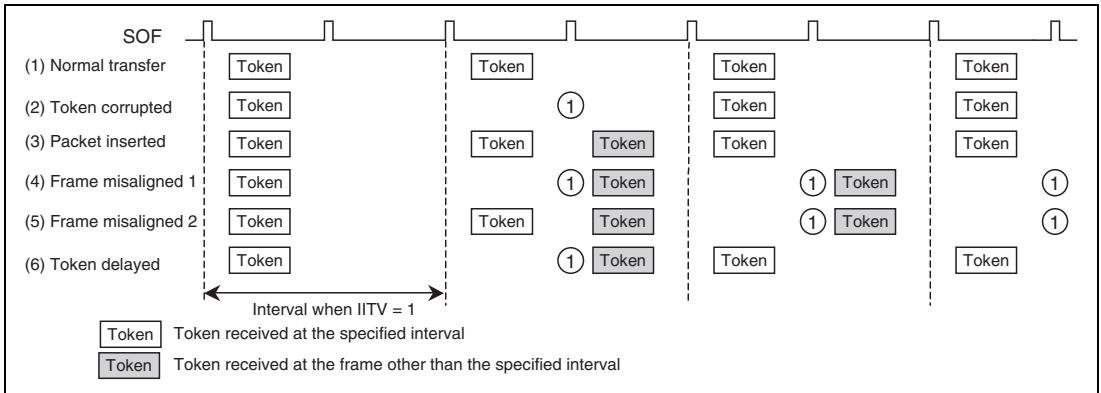 SOF
(1) Normal transfer Token Token Token Token
(2) Token corrupted Token 1 Token Token
(3) Packet inserted Token Token Token Token Token
(4) Frame misaligned 1 Token 1 Token 1 Token 1
(5) Frame misaligned 2 Token Token Token 1 Token 1
(6) Token delayed Token 1 Token Token Token
Interval when IITV = 1
Token Token received at the specified interval
Token Token received at the frame other than the specified interval